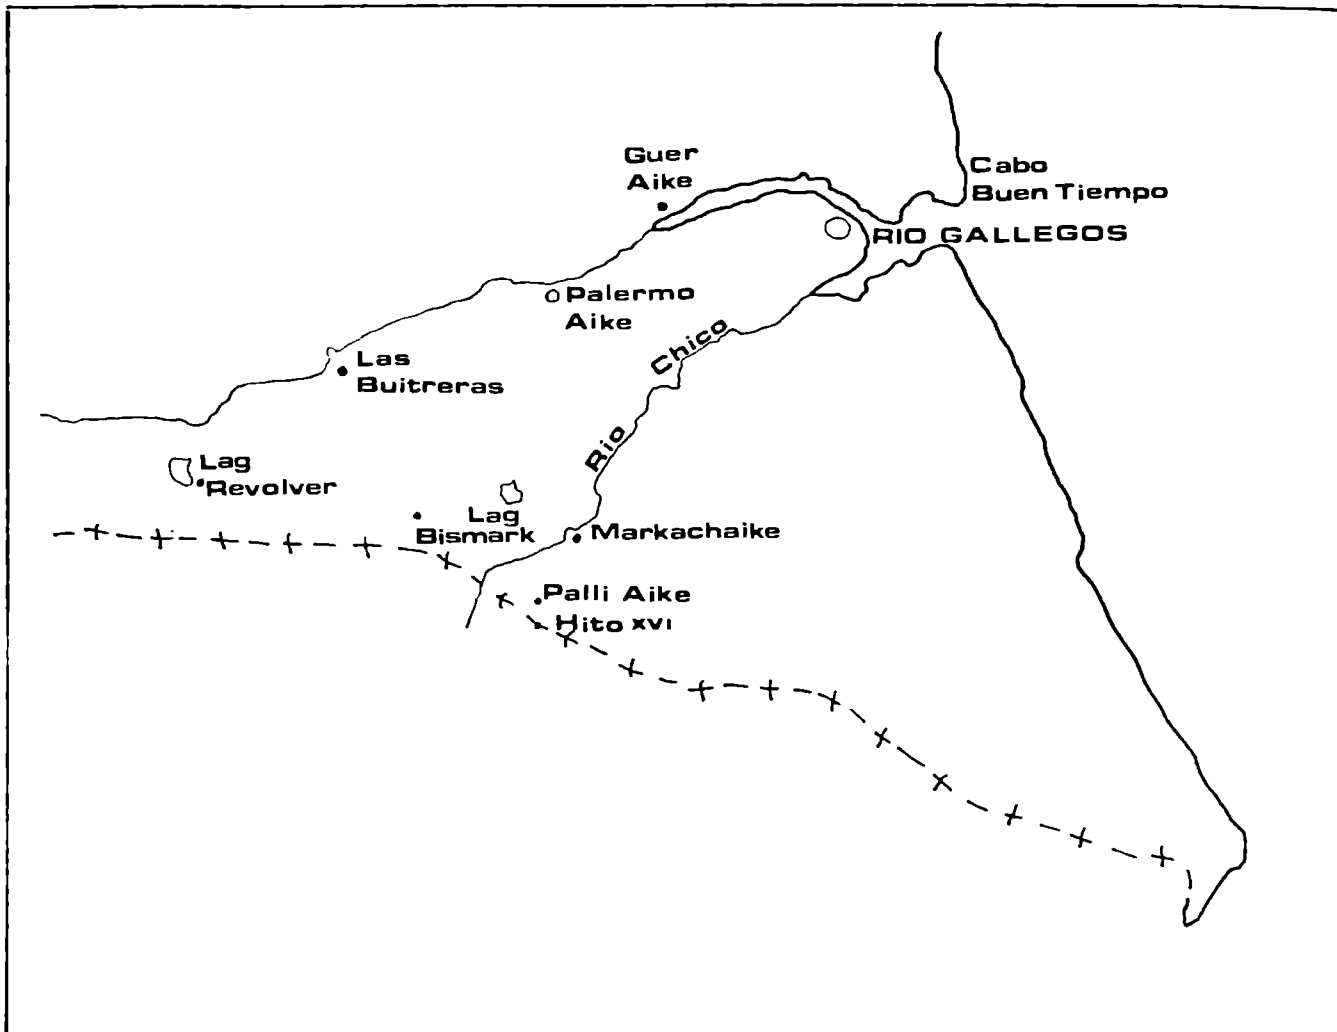 Guer
Aike
Cabo
Buen Tiempo
RIO GALLEGOS
Palermo
Aike
Rio Chico
Las
Buitreras
Lag
Revolver
Lag
Bismark
Markachaike
Palli Aike
Hito XVI